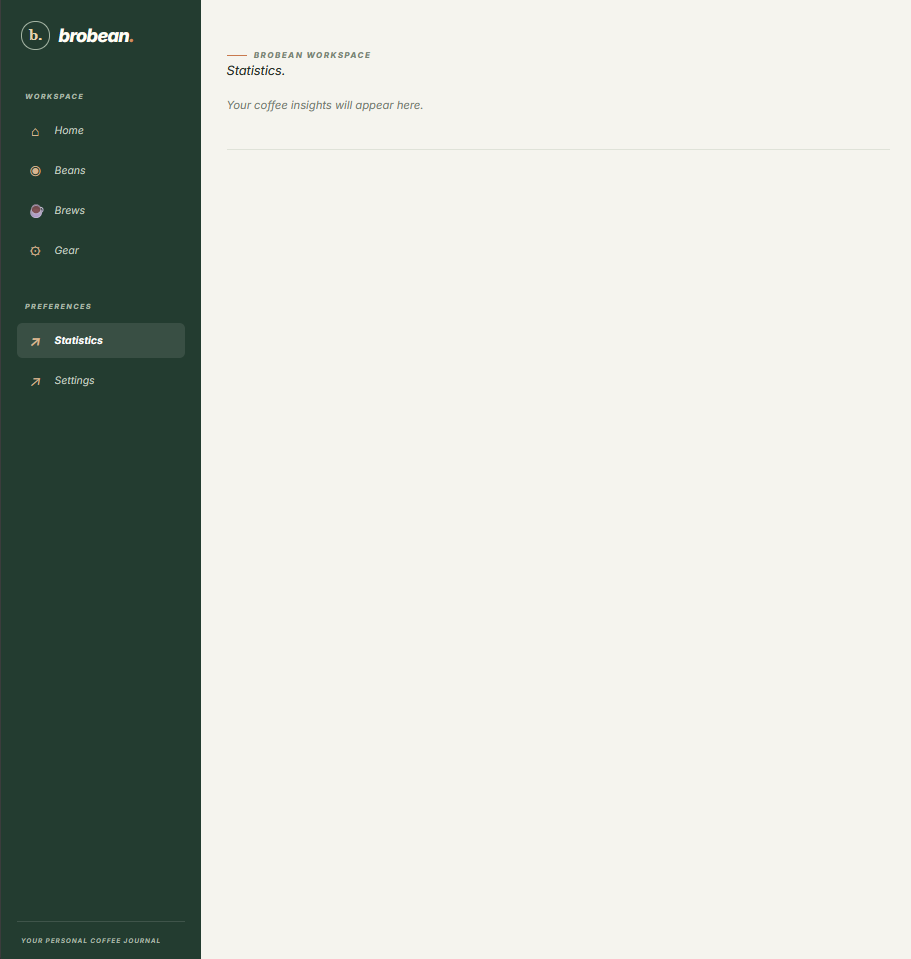 b. brobean.
WORKSPACE
Home
Beans
Brews
Gear
PREFERENCES
Statistics
Settings
YOUR PERSONAL COFFEE JOURNAL
BROBEAN WORKSPACE
Statistics.
Your coffee insights will appear here.